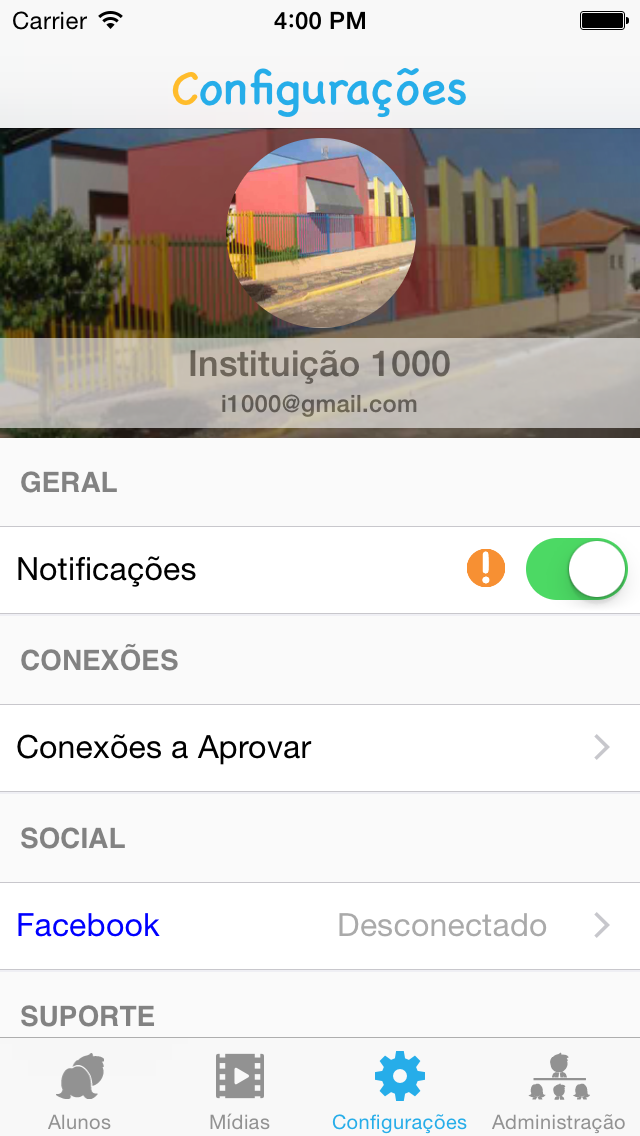 Carrier 4:00 PM
Configurações
Instituição 1000
i1000@gmail.com
GERAL
Notificações
CONEXÕES
Conexões a Aprovar
SOCIAL
Facebook Desconectado
SUPORTE
Alunos Mídias Configurações Administração